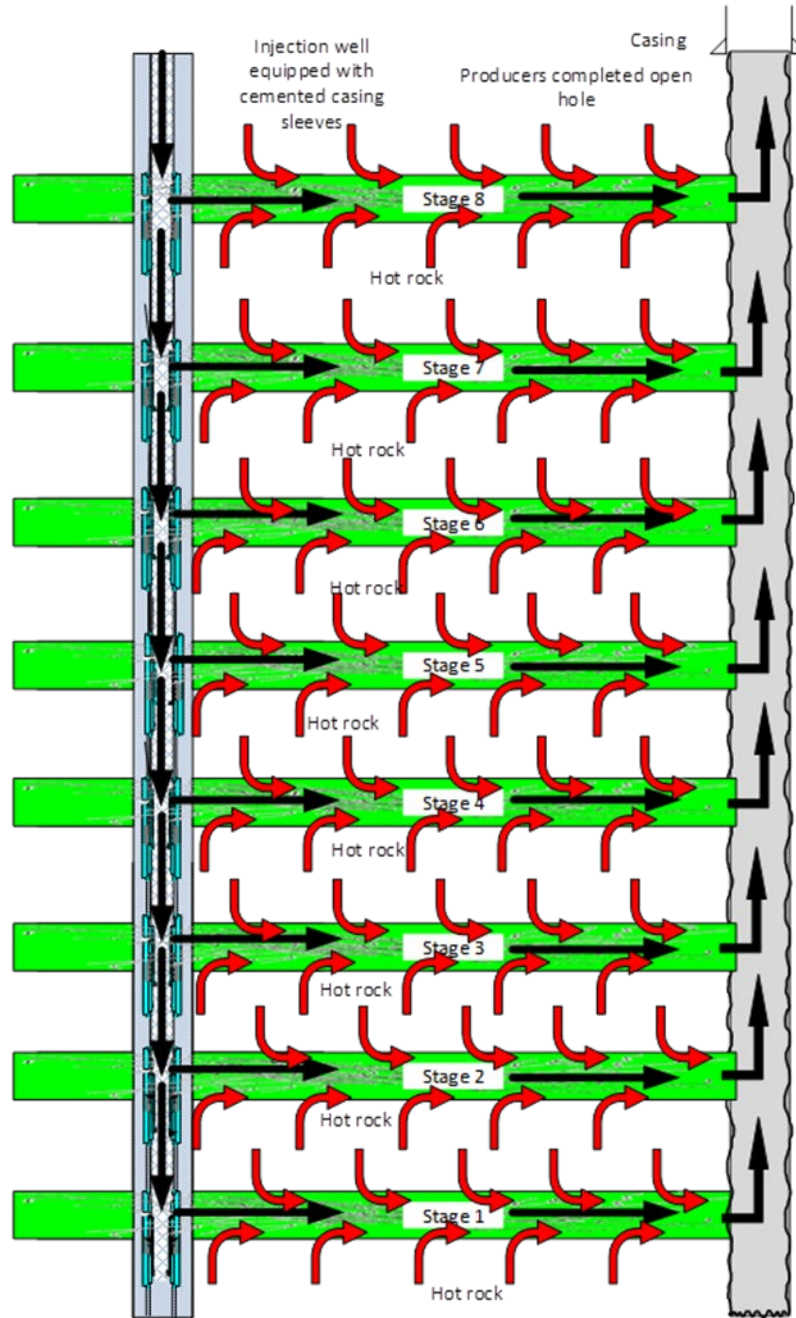 Injection well
equipped with
cemented casing
sleeves
Casing
Producers completed open
hole
Stage 8
Hot rock
Stage 7
Hot rock
Stage 6
Hot rock
Stage 5
Hot rock
Stage 4
Hot rock
Stage 3
Hot rock
Stage 2
Hot rock
Stage 1
Hot rock